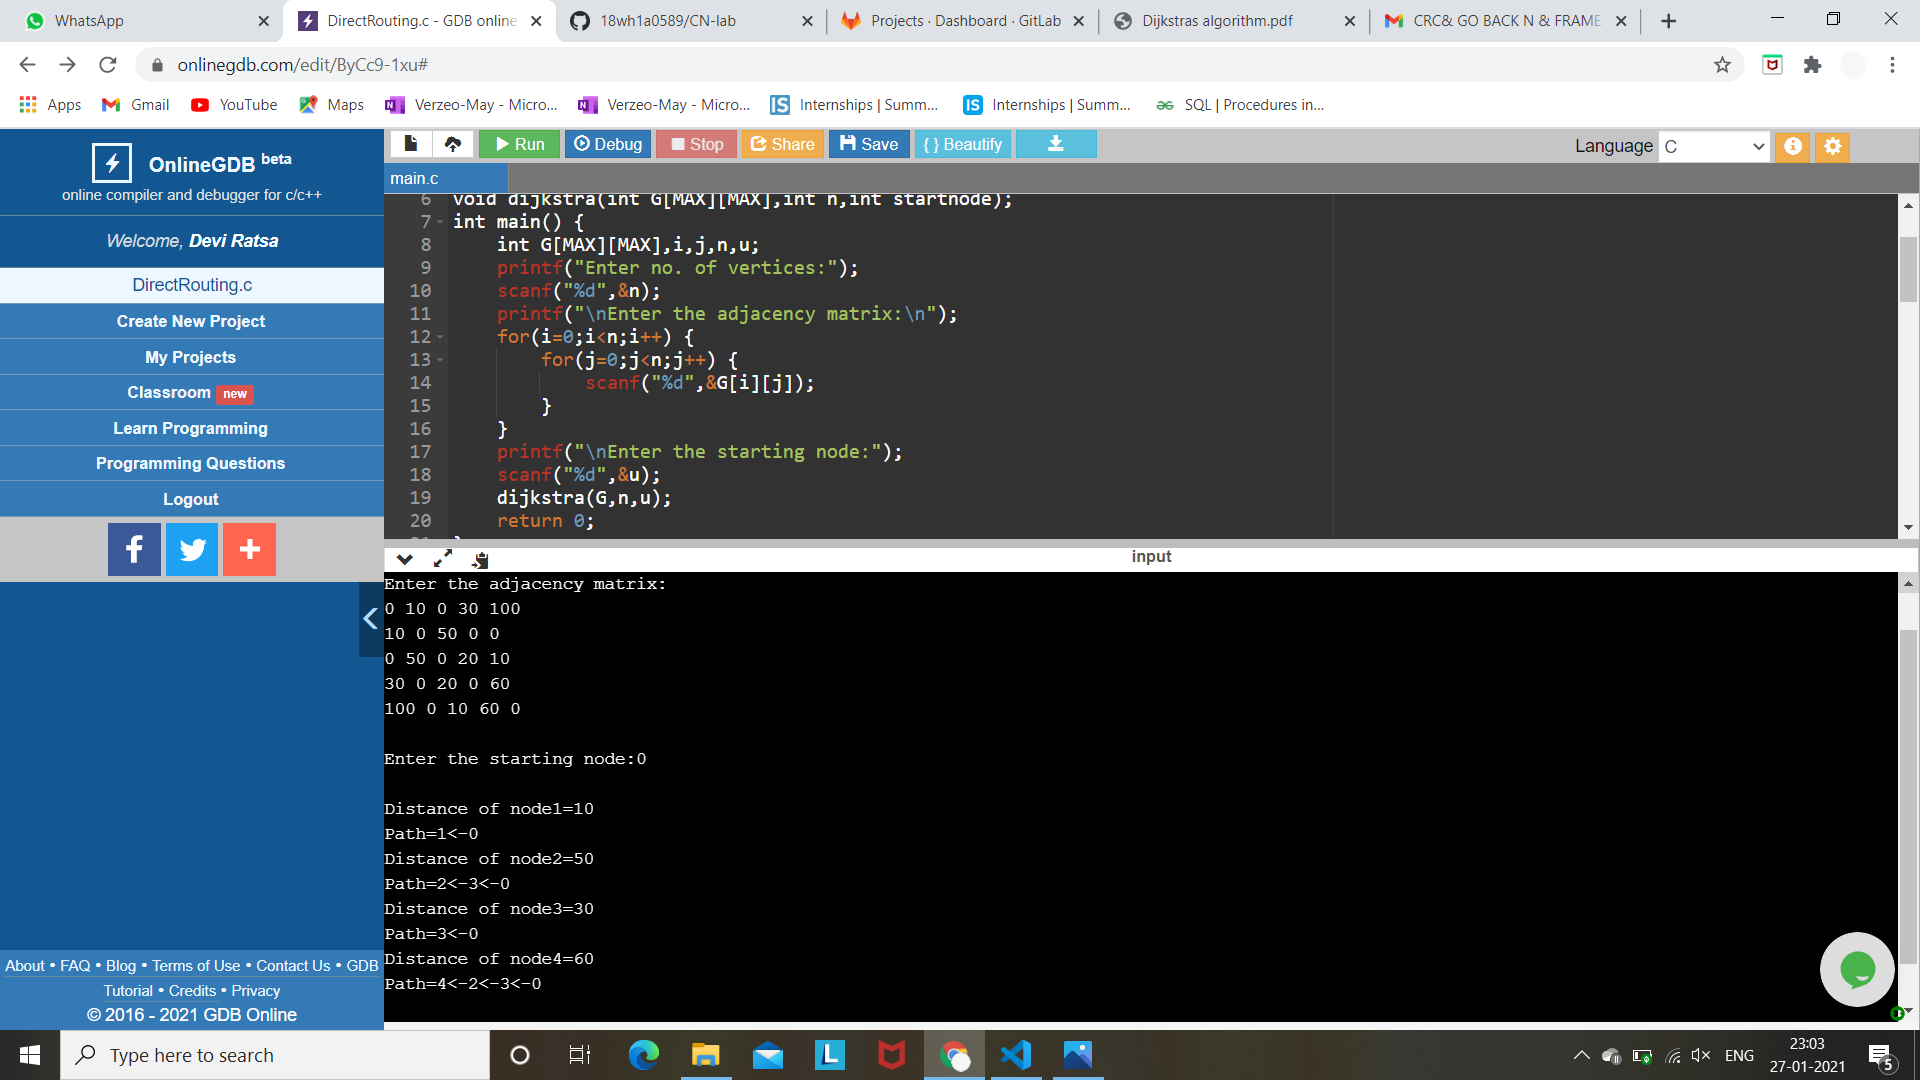 WhatsApp
DirectRouting.c - GDB online
18wh1a0589/CN-lab
Projects · Dashboard · GitLab
Dijkstras algorithm.pdf
CRC& GO BACK N & FRAME
onlinegdb.com/edit/ByCc9-1xu#
Apps
Gmail
YouTube
Maps
Verzeo-May - Micro...
Verzeo-May - Micro...
IS Internships | Summ...
IS Internships | Summ...
SQL | Procedures in...
OnlineGDB beta
online compiler and debugger for c/c++
Welcome, Devi Ratsa
DirectRouting.c
Create New Project
My Projects
Classroom new
Learn Programming
Programming Questions
Logout
About • FAQ • Blog • Terms of Use • Contact Us • GDB
Tutorial • Credits • Privacy
© 2016 - 2021 GDB Online
Run Debug Stop Share Save { } Beautify
Language C
main.c
6 void dijkstra(int G[MAX][MAX],int n,int startnode);
7 int main() {
8 int G[MAX][MAX],i,j,n,u;
9 printf("Enter no. of vertices:");
10 scanf("%d",&n);
11 printf("\nEnter the adjacency matrix:\n");
12 for(i=0;i<n;i++) {
13 for(j=0;j<n;j++) {
14 scanf("%d",&G[i][j]);
15 }
16 }
17 printf("\nEnter the starting node:");
18 scanf("%d",&u);
19 dijkstra(G,n,u);
20 return 0;
input
Enter the adjacency matrix:
0 10 0 30 100
10 0 50 0 0
0 50 0 20 10
30 0 20 0 60
100 0 10 60 0
Enter the starting node:0
Distance of node1=10
Path=1<-0
Distance of node2=50
Path=2<-3<-0
Distance of node3=30
Path=3<-0
Distance of node4=60
Path=4<-2<-3<-0
Type here to search
L
ENG
23:03
27-01-2021
5